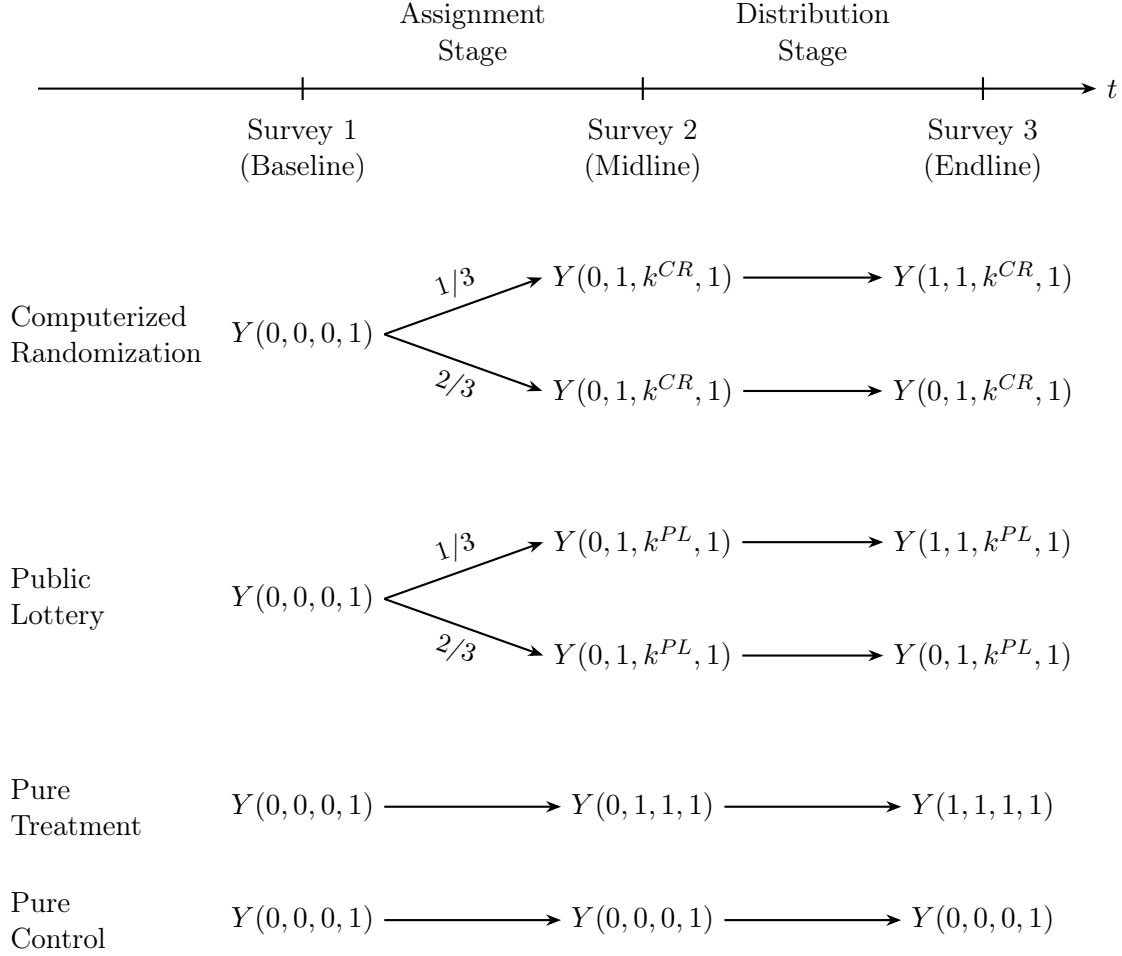 Assignment Stage
Distribution Stage
t
Survey 1 (Baseline)
Survey 2 (Midline)
Survey 3 (Endline)
Computerized Randomization
Y(0, 0, 0, 1)
1/3
2/3
Y(0, 1, k^{CR}, 1)
Y(1, 1, k^{CR}, 1)
Y(0, 1, k^{CR}, 1)
Y(0, 1, k^{CR}, 1)
Public Lottery
Y(0, 0, 0, 1)
1/3
2/3
Y(0, 1, k^{PL}, 1)
Y(1, 1, k^{PL}, 1)
Y(0, 1, k^{PL}, 1)
Y(0, 1, k^{PL}, 1)
Pure Treatment
Y(0, 0, 0, 1)
Y(0, 1, 1, 1)
Y(1, 1, 1, 1)
Pure Control
Y(0, 0, 0, 1)
Y(0, 0, 0, 1)
Y(0, 0, 0, 1)